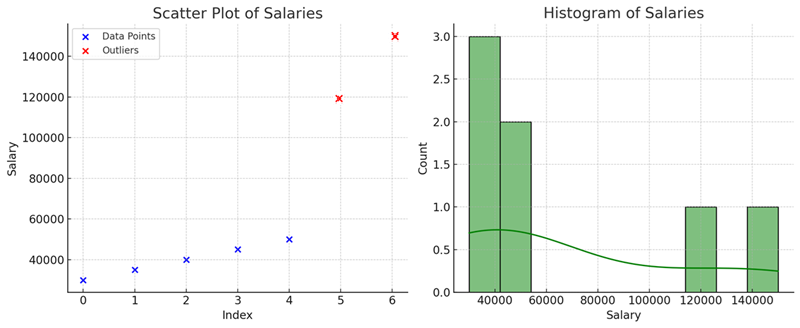 Scatter Plot of Salaries
Data Points
Outliers
140000
120000
100000
80000
60000
40000
Salary
0 1 2 3 4 5 6
Index
Histogram of Salaries
3.0
2.5
2.0
1.5
1.0
0.5
0.0
Count
40000 60000 80000 100000 120000 140000
Salary